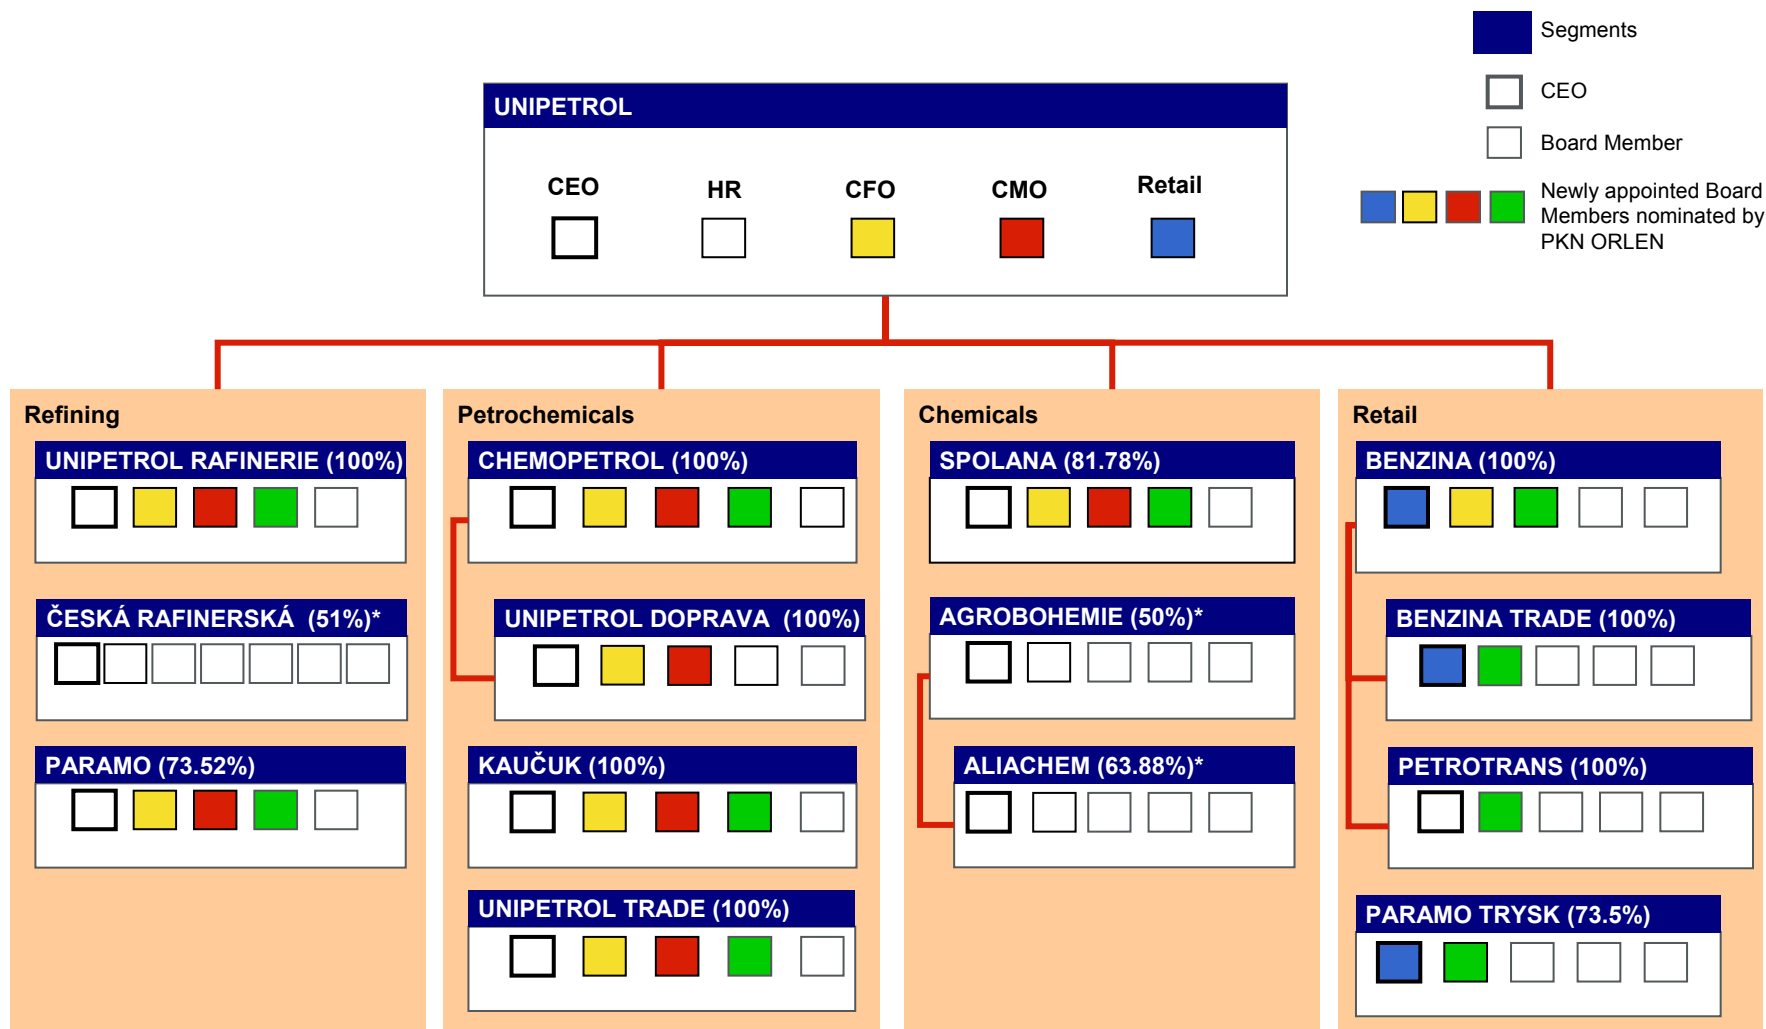 Segments
CEO
Board Member
Newly appointed Board
Members nominated by
PKN ORLEN
UNIPETROL
CEO HR CFO CMO Retail
Refining
UNIPETROL RAFINERIE (100%)
ČESKÁ RAFINERSKÁ (51%)*
PARAMO (73.52%)
Petrochemicals
CHEMOPETROL (100%)
UNIPETROL DOPRAVA (100%)
KAUČUK (100%)
UNIPETROL TRADE (100%)
Chemicals
SPOLANA (81.78%)
AGROBOHEMIE (50%)*
ALIACHEM (63.88%)*
Retail
BENZINA (100%)
BENZINA TRADE (100%)
PETROTRANS (100%)
PARAMO TRYSK (73.5%)